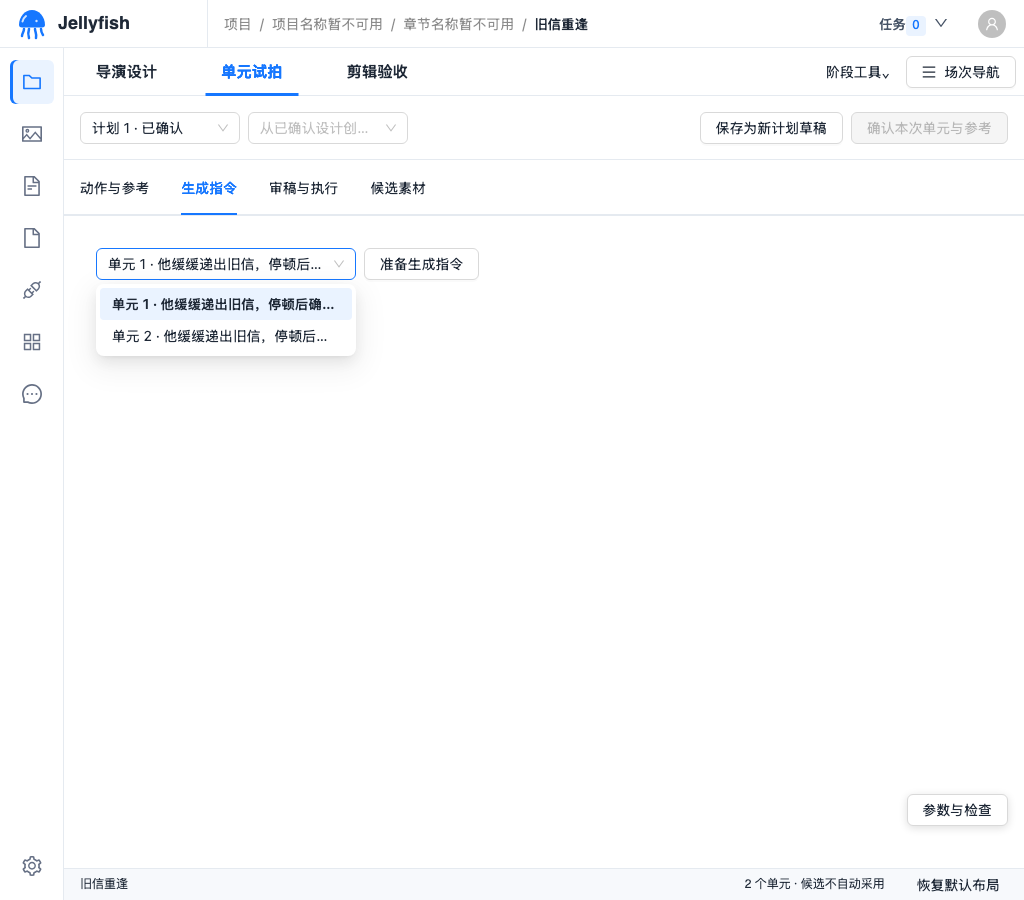 Jellyfish
项目 / 项目名称暂不可用 / 章节名称暂不可用 / 旧信重逢
任务 0
导演设计 单元试拍 剪辑验收
阶段工具 场次导航
计划 1 · 已确认 从已确认设计创... 保存为新计划草稿 确认本次单元与参考
动作与参考 生成指令 审稿与执行 候选素材
单元 1 · 他缓缓递出旧信，停顿后... 准备生成指令
单元 1 · 他缓缓递出旧信，停顿后确...
单元 2 · 他缓缓递出旧信，停顿后...
参数与检查
旧信重逢 2 个单元 · 候选不自动采用 恢复默认布局